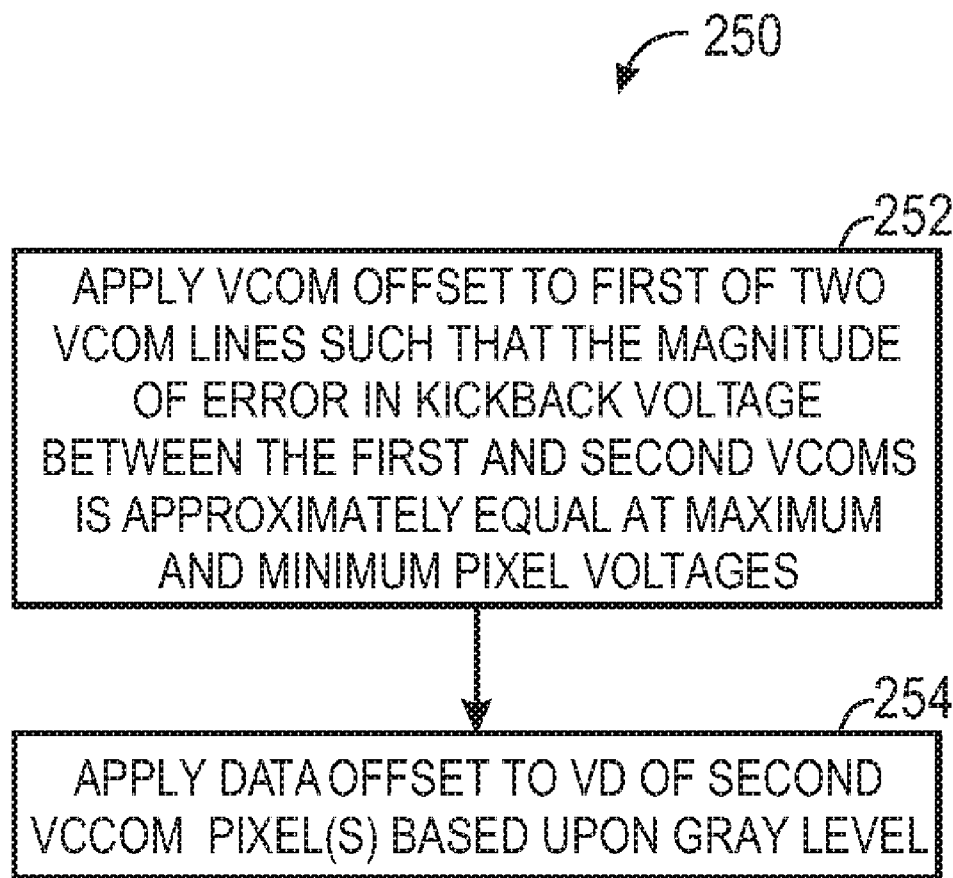 250
252
APPLY VCOM OFFSET TO FIRST OF TWO
VCOM LINES SUCH THAT THE MAGNITUDE
OF ERROR IN KICKBACK VOLTAGE
BETWEEN THE FIRST AND SECOND VCOMS
IS APPROXIMATELY EQUAL AT MAXIMUM
AND MINIMUM PIXEL VOLTAGES
254
APPLY DATA OFFSET TO VD OF SECOND
VCCOM PIXEL(S) BASED UPON GRAY LEVEL